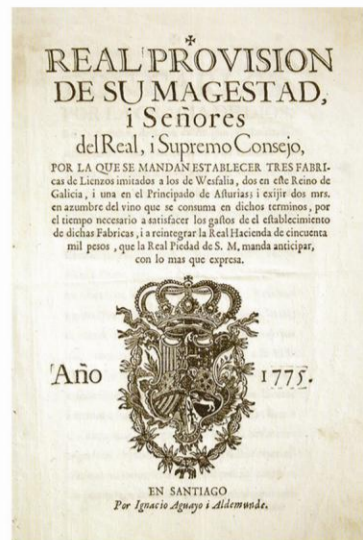 REAL PROVISION
DE SU MAGESTAD,
i Señores
del Real, i Supremo Consejo,
POR LA QUE SE MANDAN ESTABLECER TRES FABRI-
cas de Lienzos imitados a los de Wesfalia, dos en este Reino de
Galicia, i una en el Principado de Asturias; i exijir dos mrs.
en azumbre del vino que se consuma en dichos terminos, por
el tiempo necesario a satisfacer los gastos de el establecimiento
de dichas Fabricas, i a reintegrar la Real Hacienda de cincuenta
mil pesos, que la Real Piedad de S. M, manda anticipar,
con lo mas que expresa.
Año 1775.
EN SANTIAGO
Por Ignacio Aguayo i Aldemunde.